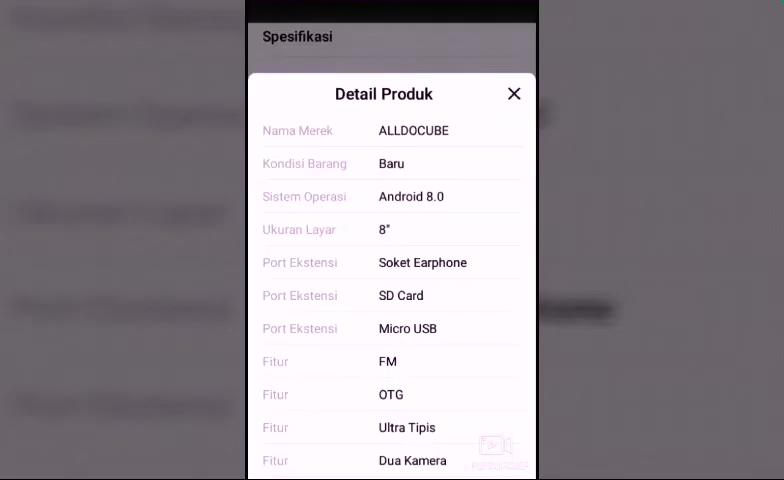 Spesifikasi
Detail Produk
Nama Merek ALLDOCUBE
Kondisi Barang Baru
Sistem Operasi Android 8.0
Ukuran Layar 8"
Port Ekstensi Soket Earphone
Port Ekstensi SD Card
Port Ekstensi Micro USB
Fitur FM
Fitur OTG
Fitur Ultra Tipis
Fitur Dua Kamera